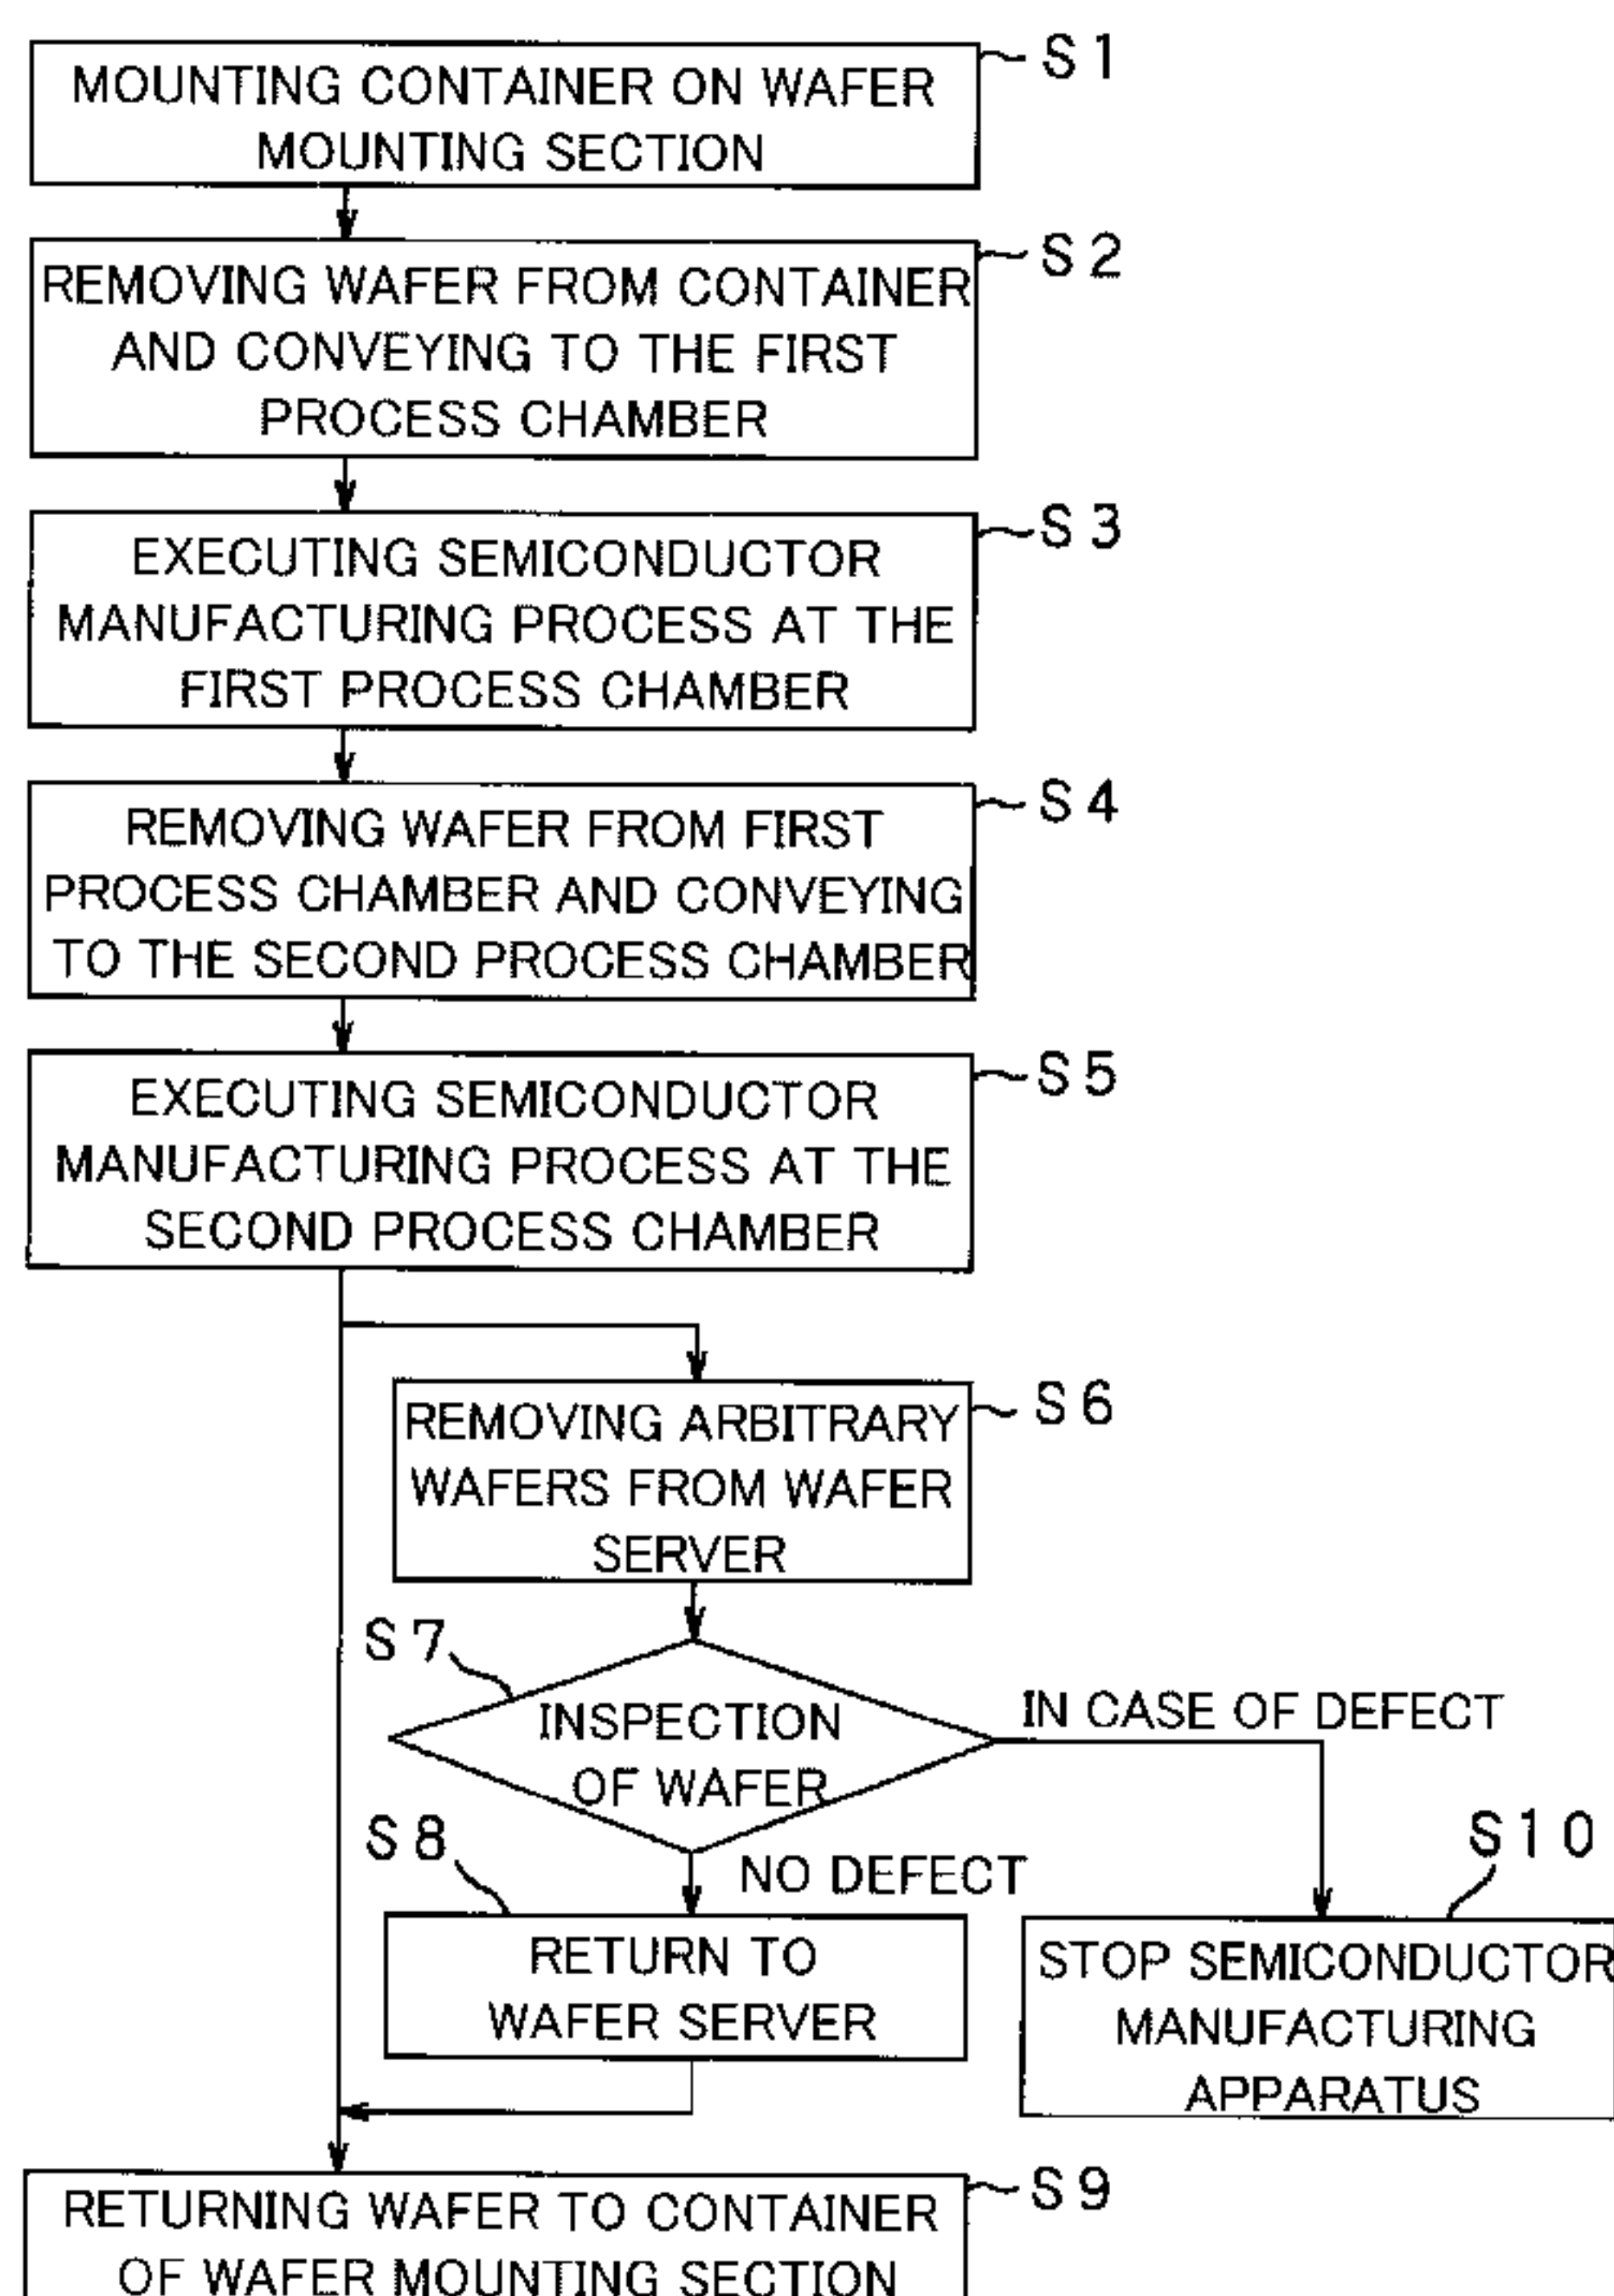 S1
MOUNTING CONTAINER ON WAFER
MOUNTING SECTION
S2
REMOVING WAFER FROM CONTAINER
AND CONVEYING TO THE FIRST
PROCESS CHAMBER
S3
EXECUTING SEMICONDUCTOR
MANUFACTURING PROCESS AT THE
FIRST PROCESS CHAMBER
S4
REMOVING WAFER FROM FIRST
PROCESS CHAMBER AND CONVEYING
TO THE SECOND PROCESS CHAMBER
S5
EXECUTING SEMICONDUCTOR
MANUFACTURING PROCESS AT THE
SECOND PROCESS CHAMBER
S6
REMOVING ARBITRARY
WAFERS FROM WAFER
SERVER
S7
INSPECTION
OF WAFER
IN CASE OF DEFECT
NO DEFECT
S8
RETURN TO
WAFER SERVER
S10
STOP SEMICONDUCTOR
MANUFACTURING
APPARATUS
S9
RETURNING WAFER TO CONTAINER
OF WAFER MOUNTING SECTION